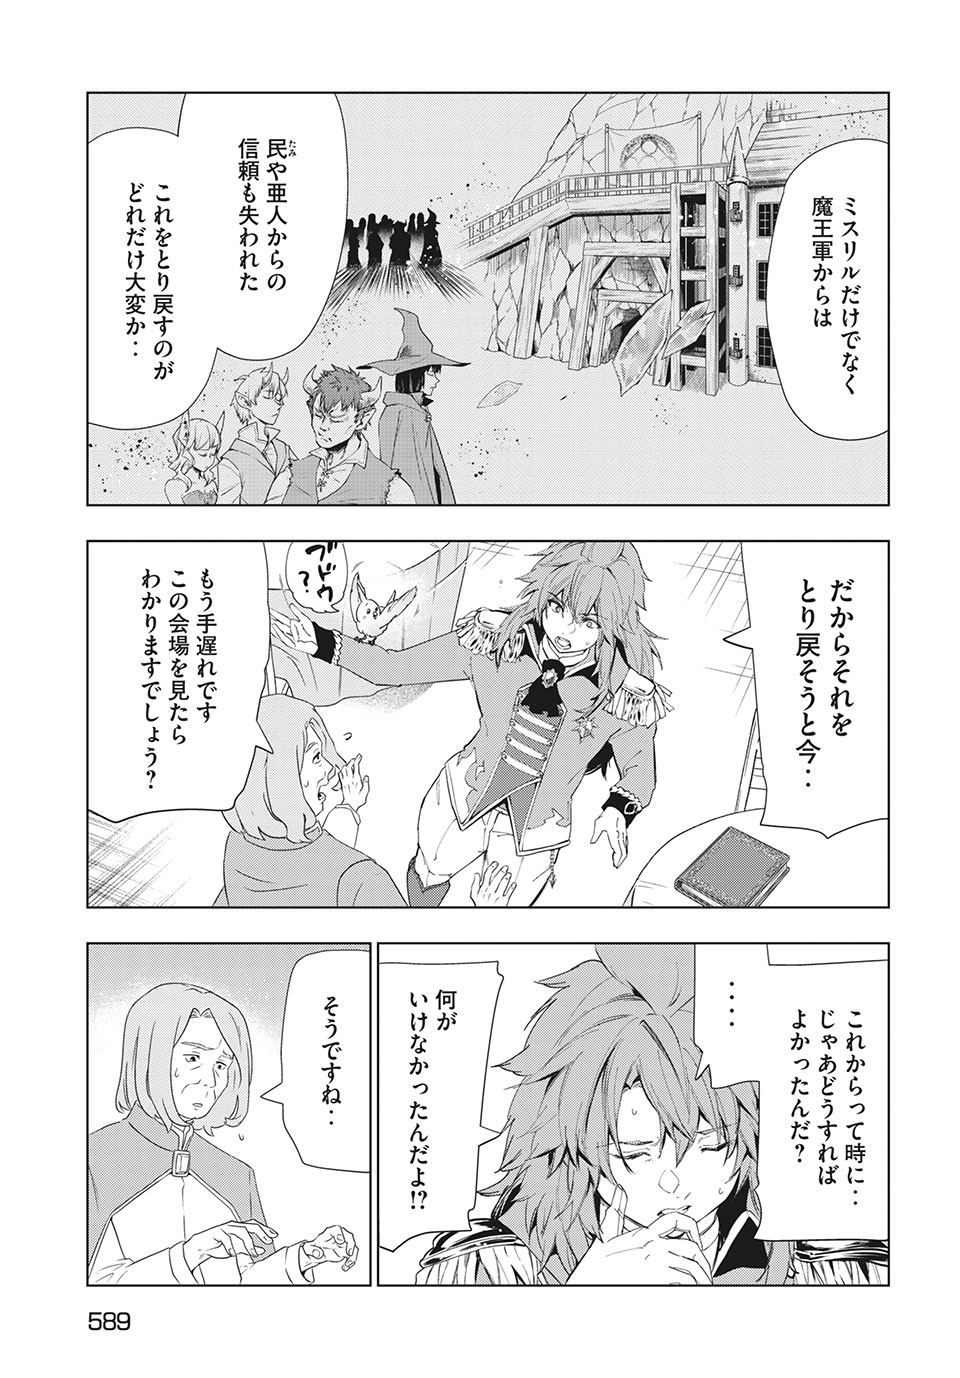 ミスリルだけでなく
魔王軍からは
民や亜人からの
たみ
信頼も失われた
これをとり戻すのが
どれだけ大変か‥
だからそれを
とり戻そうと今‥
ブドウ
？
もう手遅れです
この会場を見たら
わかりますでしょう？
‥‥
これからって時に‥
じゃあどうすれば
よかったんだ？
何が
いけなかったんだよ!?
そうですね‥
589